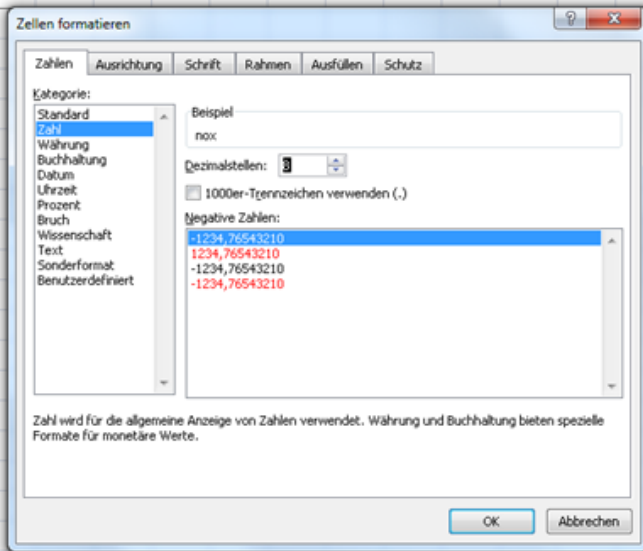 Zellen formatieren
Zahlen Ausrichtung Schrift Rahmen Ausfüllen Schutz
Kategorie:
Standard
Zahl
Währung
Buchhaltung
Datum
Uhrzeit
Prozent
Bruch
Wissenschaft
Text
Sonderformat
Benutzerdefiniert
Beispiel
nox
Dezimalstellen: 8
1000er-Trennzeichen verwenden (.)
Negative Zahlen:
-1234,76543210
1234,76543210
-1234,76543210
-1234,76543210
Zahl wird für die allgemeine Anzeige von Zahlen verwendet. Währung und Buchhaltung bieten spezielle
Formate für monetäre Werte.
OK Abbrechen